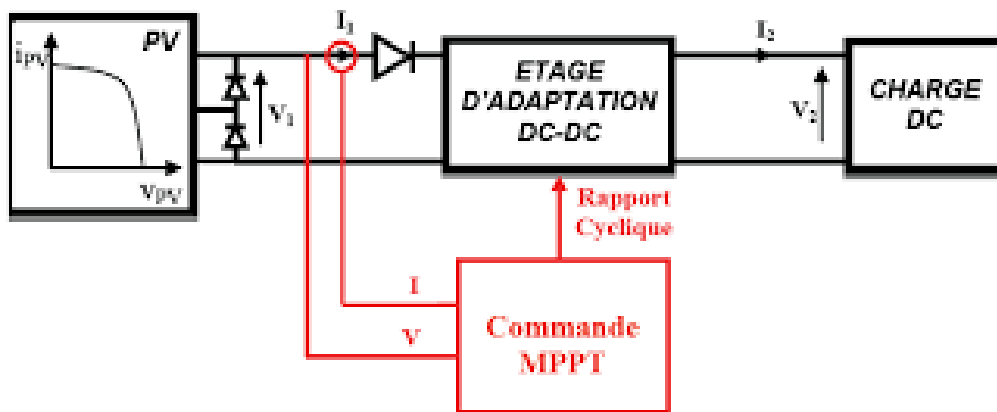 PV
iPV
vPV
V1
I1
ETAGE
D'ADAPTATION
DC-DC
I2
V2
CHARGE
DC
Rapport
Cyclique
I
V
Commande
MPPT